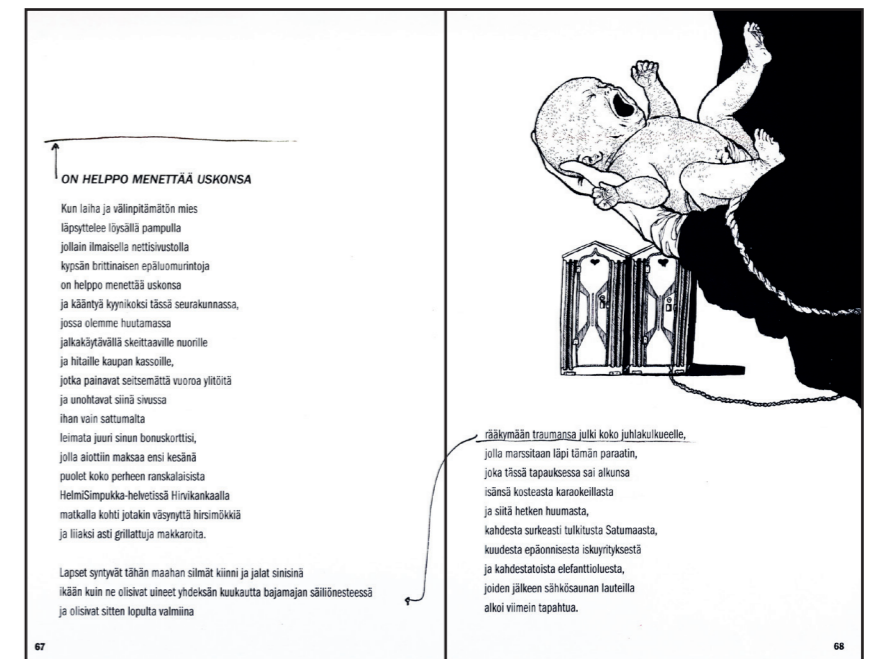 ON HELPPO MENETTÄÄ USKONSA
Kun laiha ja välinpitämätön mies
läpsyttelee löysällä pampulla
jollain ilmaisella nettisivustolla
kypsän brittinaisen epäluomurintoja
on helppo menettää uskonsa
ja kääntyä kyynikoksi tässä seurakunnassa,
jossa olemme huutamassa
jalkakäytävällä skeittaaville nuorille
ja hitaille kaupan kassoille,
jotka painavat seitsemättä vuoroa ylitöitä
ja unohtavat siinä sivussa
ihan vain sattumalta
leimata juuri sinun bonuskorttisi,
jolla aiottiin maksaa ensi kesänä
puolet koko perheen ranskalaisista
HelmiSimpukka-helvetissä Hirvikankaalla
matkalla kohti jotakin väsynyttä hirsimökkiä
ja liiaksi asti grillattuja makkaroita.
Lapset syntyvät tähän maahan silmät kiinni ja jalat sinisinä
ikään kuin ne olisivat uineet yhdeksän kuukautta bajamajan säiliönesteessä
ja olisivat sitten lopulta valmiina
67
rääkymään traumansa julki koko juhlakulkueelle,
jolla marssitaan läpi tämän paraatin,
joka tässä tapauksessa sai alkunsa
isänsä kosteasta karaokeillasta
ja siitä hetken huumasta,
kahdesta surkeasti tulkitusta Satumaasta,
kuudesta epäonnisesta iskuyrityksestä
ja kahdestatoista elefanttioluesta,
joiden jälkeen sähkösaunan lauteilla
alkoi viimein tapahtua.
68